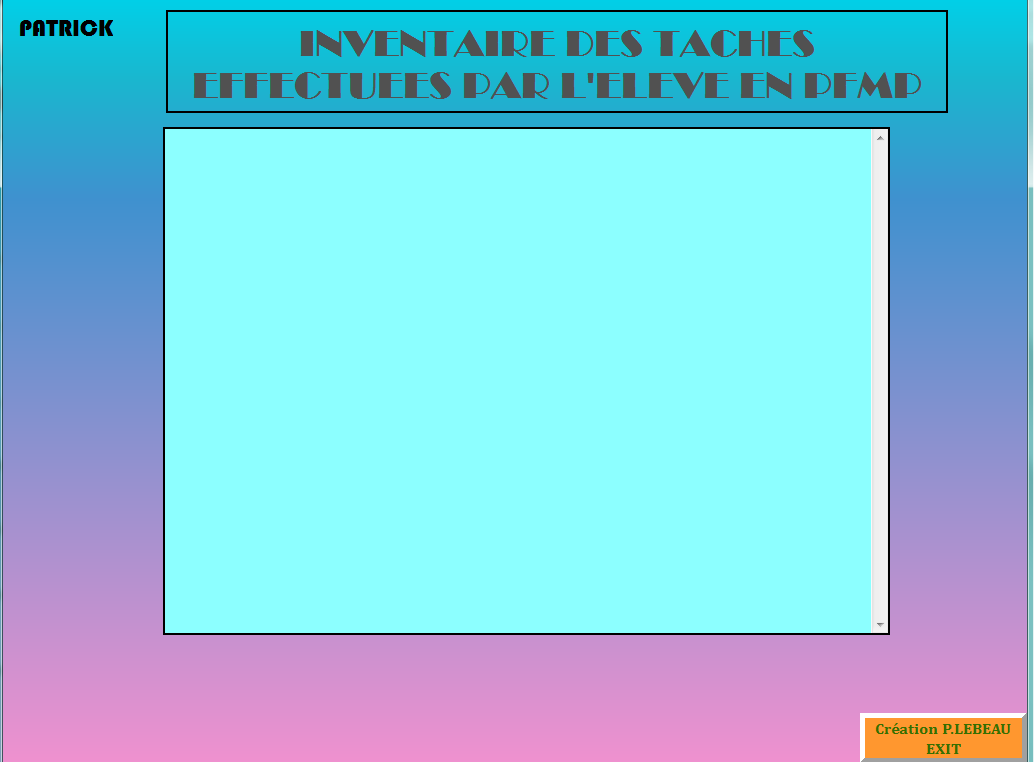 PATRICK
INVENTAIRE DES TACHES
EFFECTUEES PAR L'ELEVE EN PFMP
Création P.LEBEAU
EXIT